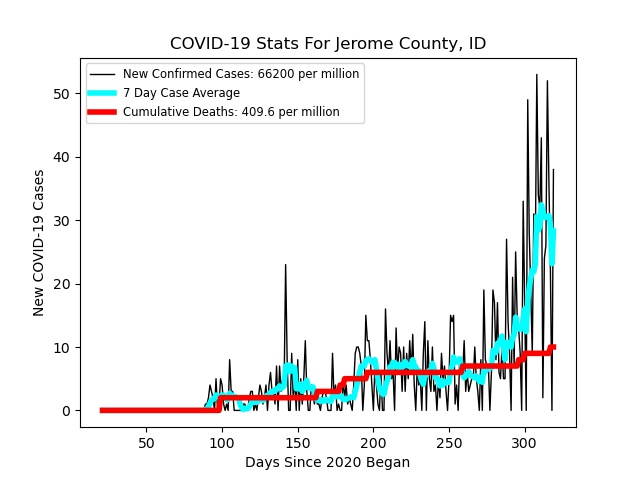 COVID-19 Stats For Jerome County, ID
New Confirmed Cases: 66200 per million
7 Day Case Average
Cumulative Deaths: 409.6 per million
New COVID-19 Cases
50
40
30
20
10
0
50 100 150 200 250 300
Days Since 2020 Began